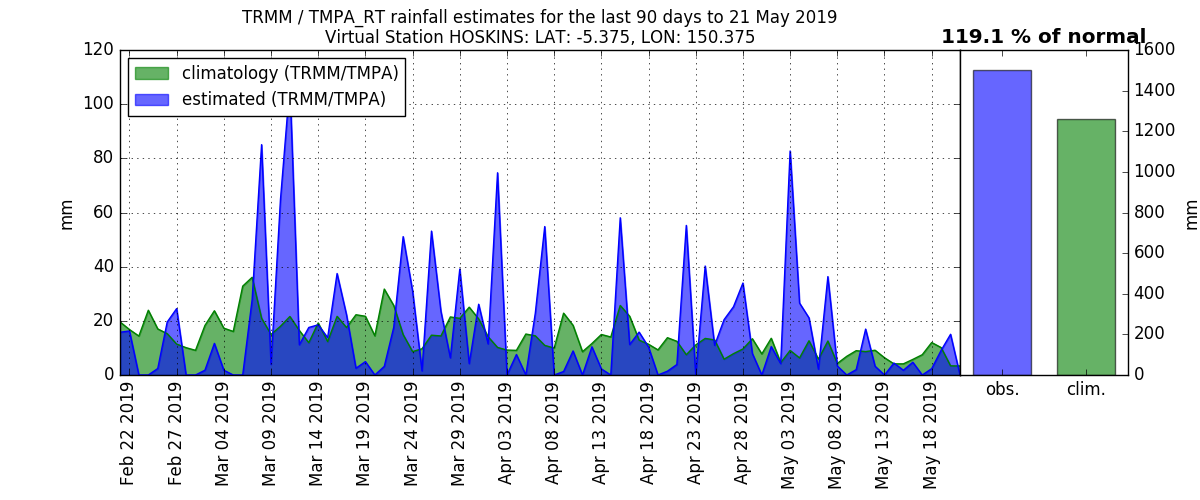 TRMM / TMPA_RT rainfall estimates for the last 90 days to 21 May 2019
Virtual Station HOSKINS: LAT: -5.375, LON: 150.375
119.1 % of normal
climatology (TRMM/TMPA)
estimated (TRMM/TMPA)
mm
120
100
80
60
40
20
0
Feb 22 2019
Feb 27 2019
Mar 04 2019
Mar 09 2019
Mar 14 2019
Mar 19 2019
Mar 24 2019
Mar 29 2019
Apr 03 2019
Apr 08 2019
Apr 13 2019
Apr 18 2019
Apr 23 2019
Apr 28 2019
May 03 2019
May 08 2019
May 13 2019
May 18 2019
obs.
clim.
1600
1400
1200
1000
800
600
400
200
0
mm